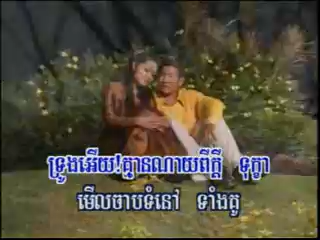 ទ្រូងអើយ!គ្មានណាយពីក្ដី ទុក្ខា
មើលចាបទំនៅ ទាំងគូ